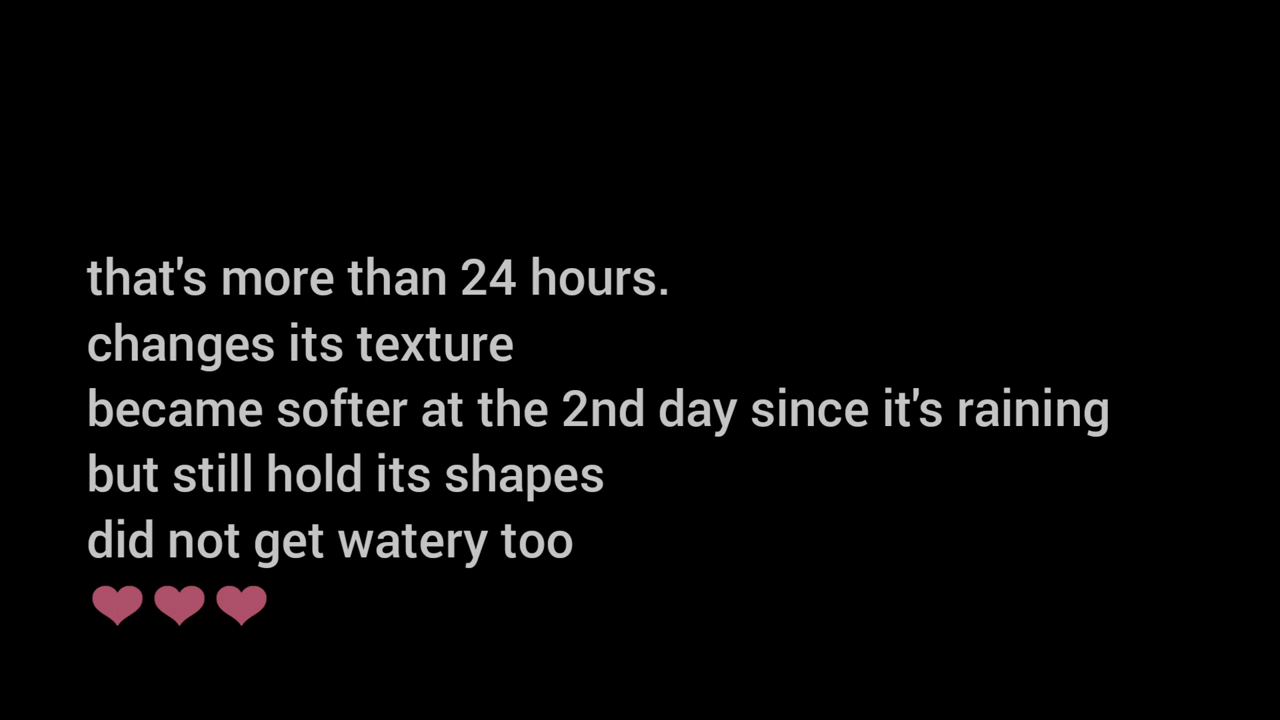 that's more than 24 hours.
changes its texture
became softer at the 2nd day since it's raining
but still hold its shapes
did not get watery too
❤❤❤